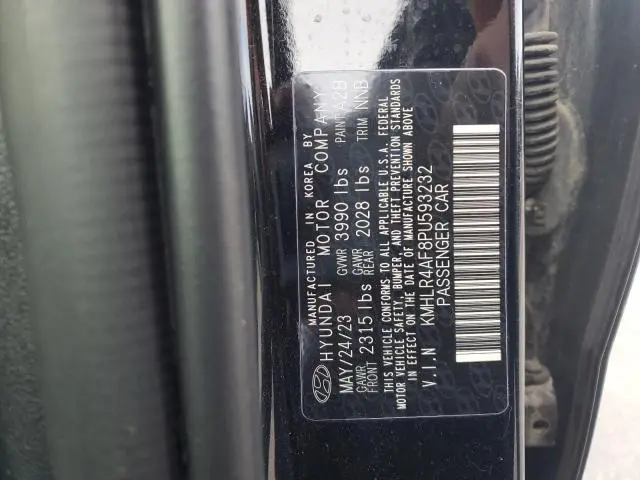 MANUFACTURED IN KOREA BY
HYUNDAI MOTOR COMPANY
MAY/24/23 GVWR 3990 lbs PAINT A2B
GAWR FRONT 2315 lbs GAWR REAR 2028 lbs TRIM NNB
THIS VEHICLE CONFORMS TO ALL APPLICABLE U.S.A. FEDERAL
MOTOR VEHICLE SAFETY, BUMPER, AND THEFT PREVENTION STANDARDS
IN EFFECT ON THE DATE OF MANUFACTURE SHOWN ABOVE
V.I.N KMHLR4AF8PU593232
PASSENGER CAR